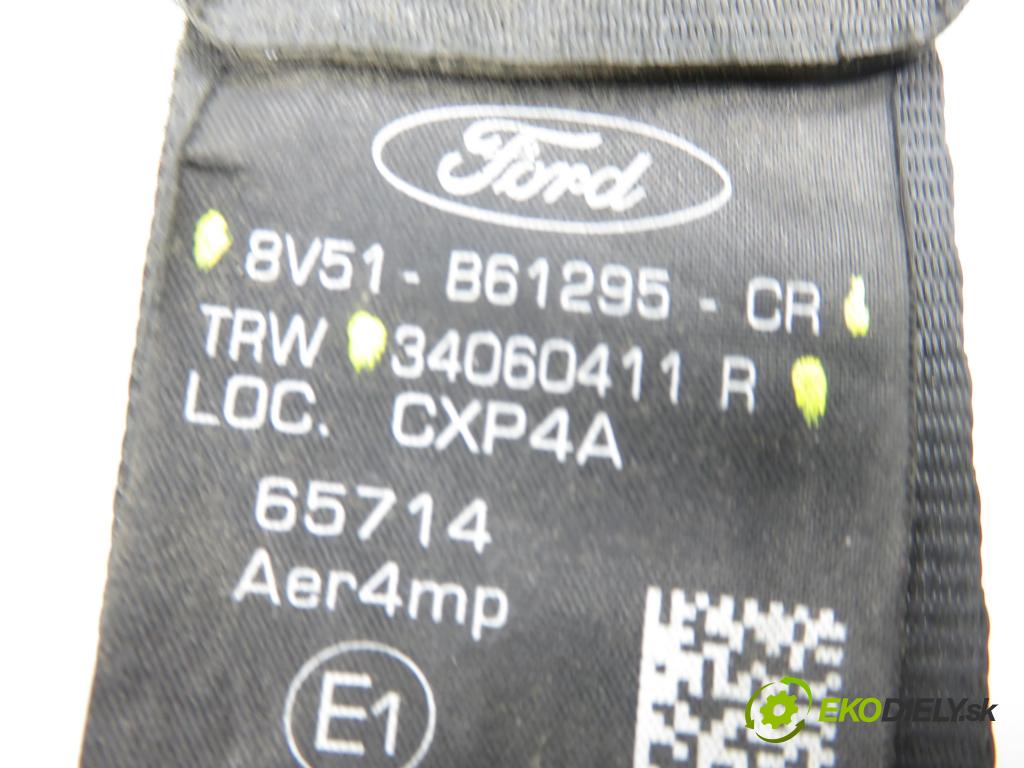 Ford
8V51 - B61295 - CR
TRW 34060411 R
LOC. CXP4A
65714
Aer4mp
E1
EKODIELY.sk